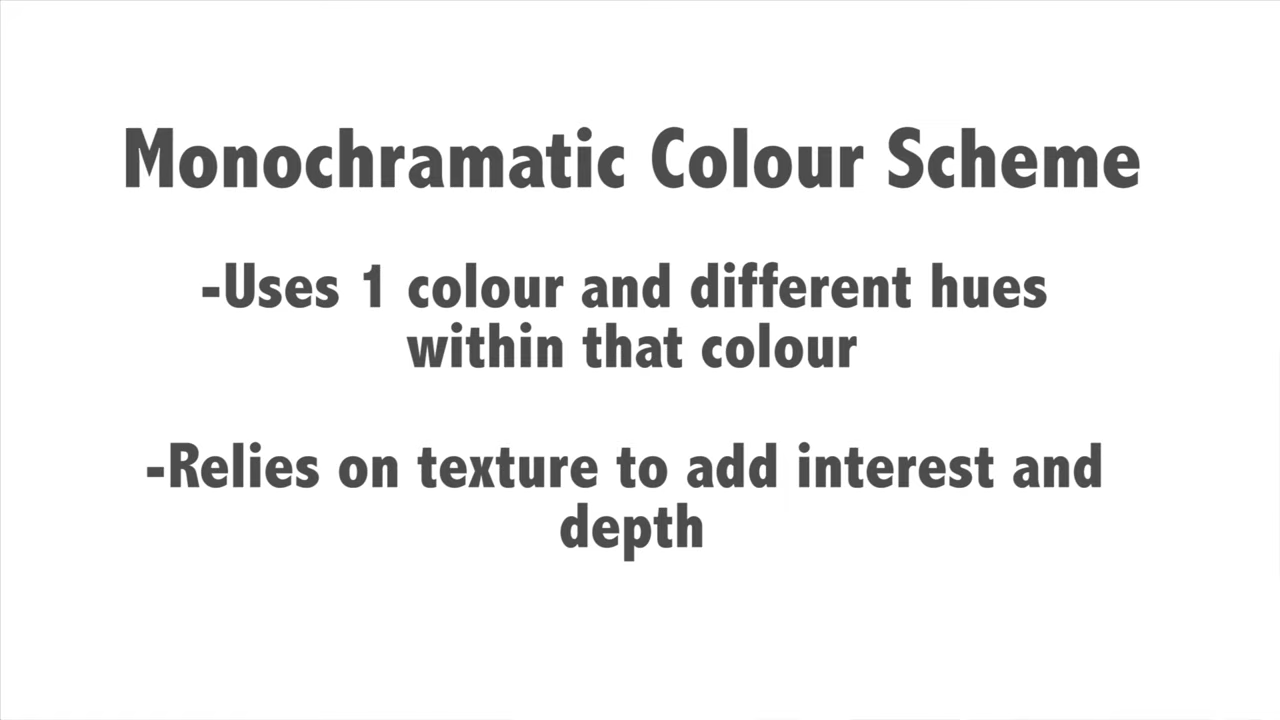 Monochramatic Colour Scheme
-Uses 1 colour and different hues
within that colour
-Relies on texture to add interest and
depth